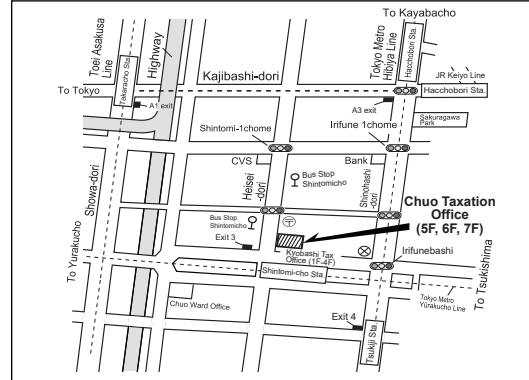 To Kayabacho
Toei Asakusa
Line
Takaracho Sta.
Highway
Tokyo Metro
Hibiya Line
Hacchobori Sta.
JR Keiyo Line
Hacchobori Sta.
Kajibashi-dori
To Tokyo
A1 exit
A3 exit
Sakuragawa
Park
Shintomi-1chome
Irifune 1chome
CVS
Bank
Heisei
-dori
Bus Stop
Shintomicho
Shinohashi
-dori
Showa-dori
Chuo Taxation
Office
(5F, 6F, 7F)
Bus Stop
Shintomicho
Exit 3
Kyobashi Tax
Office (1F-4F)
Irifunebashi
To Yurakucho
Shintomi-cho Sta.
Tokyo Metro
Yūrakucho Line
To Tsukishima
Chuo Ward Office
Exit 4
Tsukiji Sta.